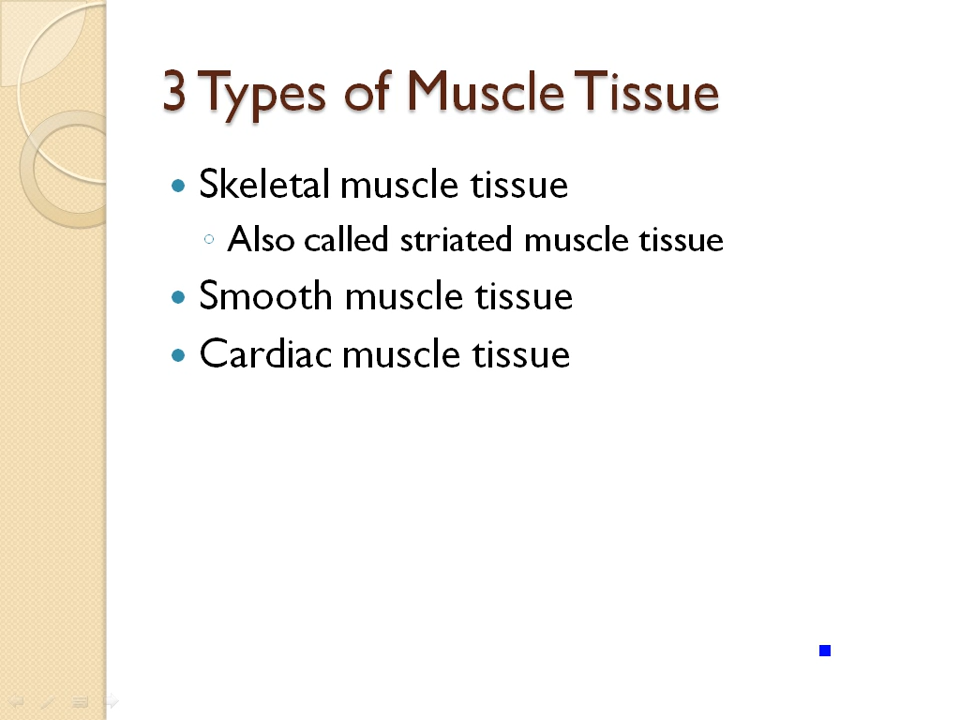 3 Types of Muscle Tissue
Skeletal muscle tissue
Also called striated muscle tissue
Smooth muscle tissue
Cardiac muscle tissue